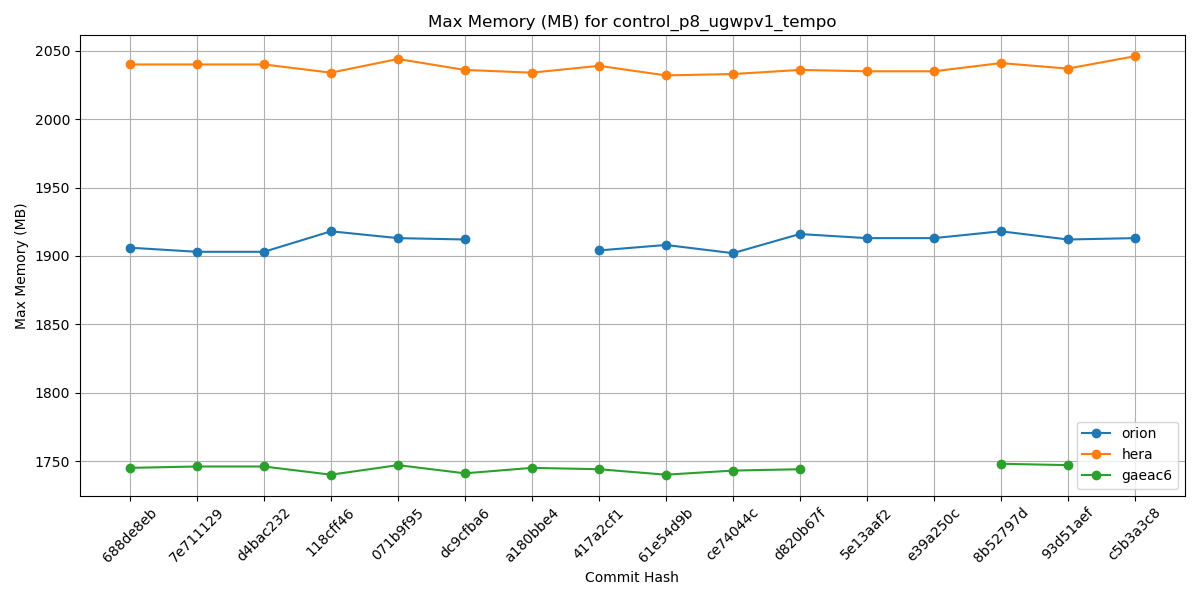 Max Memory (MB) for control_p8_ugwpv1_tempo
Max Memory (MB)
2050
2000
1950
1900
1850
1800
1750
orion
hera
gaeac6
688de8eb
7e711129
d4bac232
118cff46
071b9f95
dc9cfba6
a180bbe4
417a2cf1
61e54d9b
ce74044c
d820b67f
5e13aaf2
e39a250c
8b52797d
93d51aef
c5b3a3c8
Commit Hash